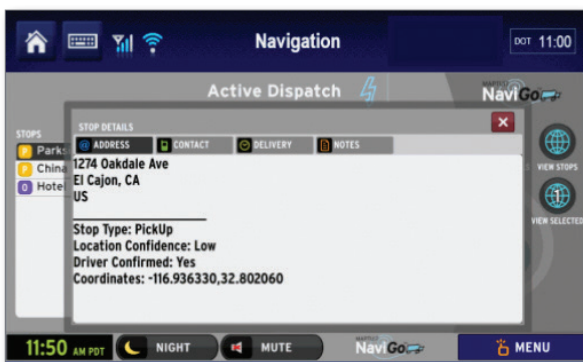 Navigation
DOT 11:00
Active Dispatch
NaviGo
STOP DETAILS
ADDRESS CONTACT DELIVERY NOTES
STOPS
Parks
China
Hotel
1274 Oakdale Ave
El Cajon, CA
US
Stop Type: PickUp
Location Confidence: Low
Driver Confirmed: Yes
Coordinates: -116.936330,32.802060
VIEW STOPS
1
VIEW SELECTED
11:50 AM PDT NIGHT MUTE NaviGo MENU